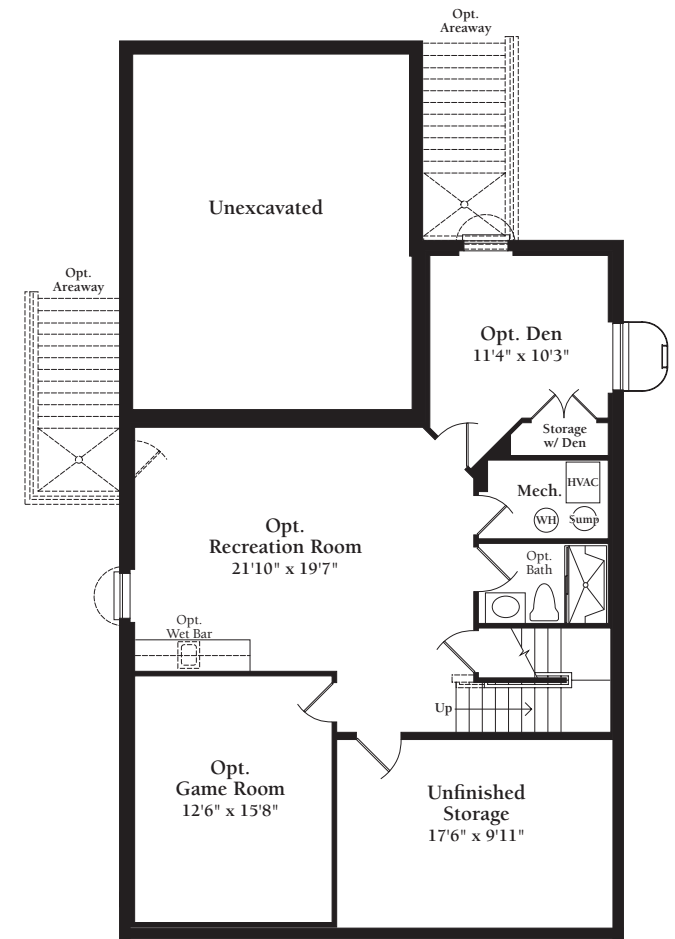 Opt.
Areaway
Unexcavated
Opt.
Areaway
Opt. Den
11'4" x 10'3"
Storage
w/ Den
Mech.
HVAC
WH
Sump
Opt.
Recreation Room
21'10" x 19'7"
Opt.
Bath
Opt.
Wet Bar
Up
Opt.
Game Room
12'6" x 15'8"
Unfinished
Storage
17'6" x 9'11"